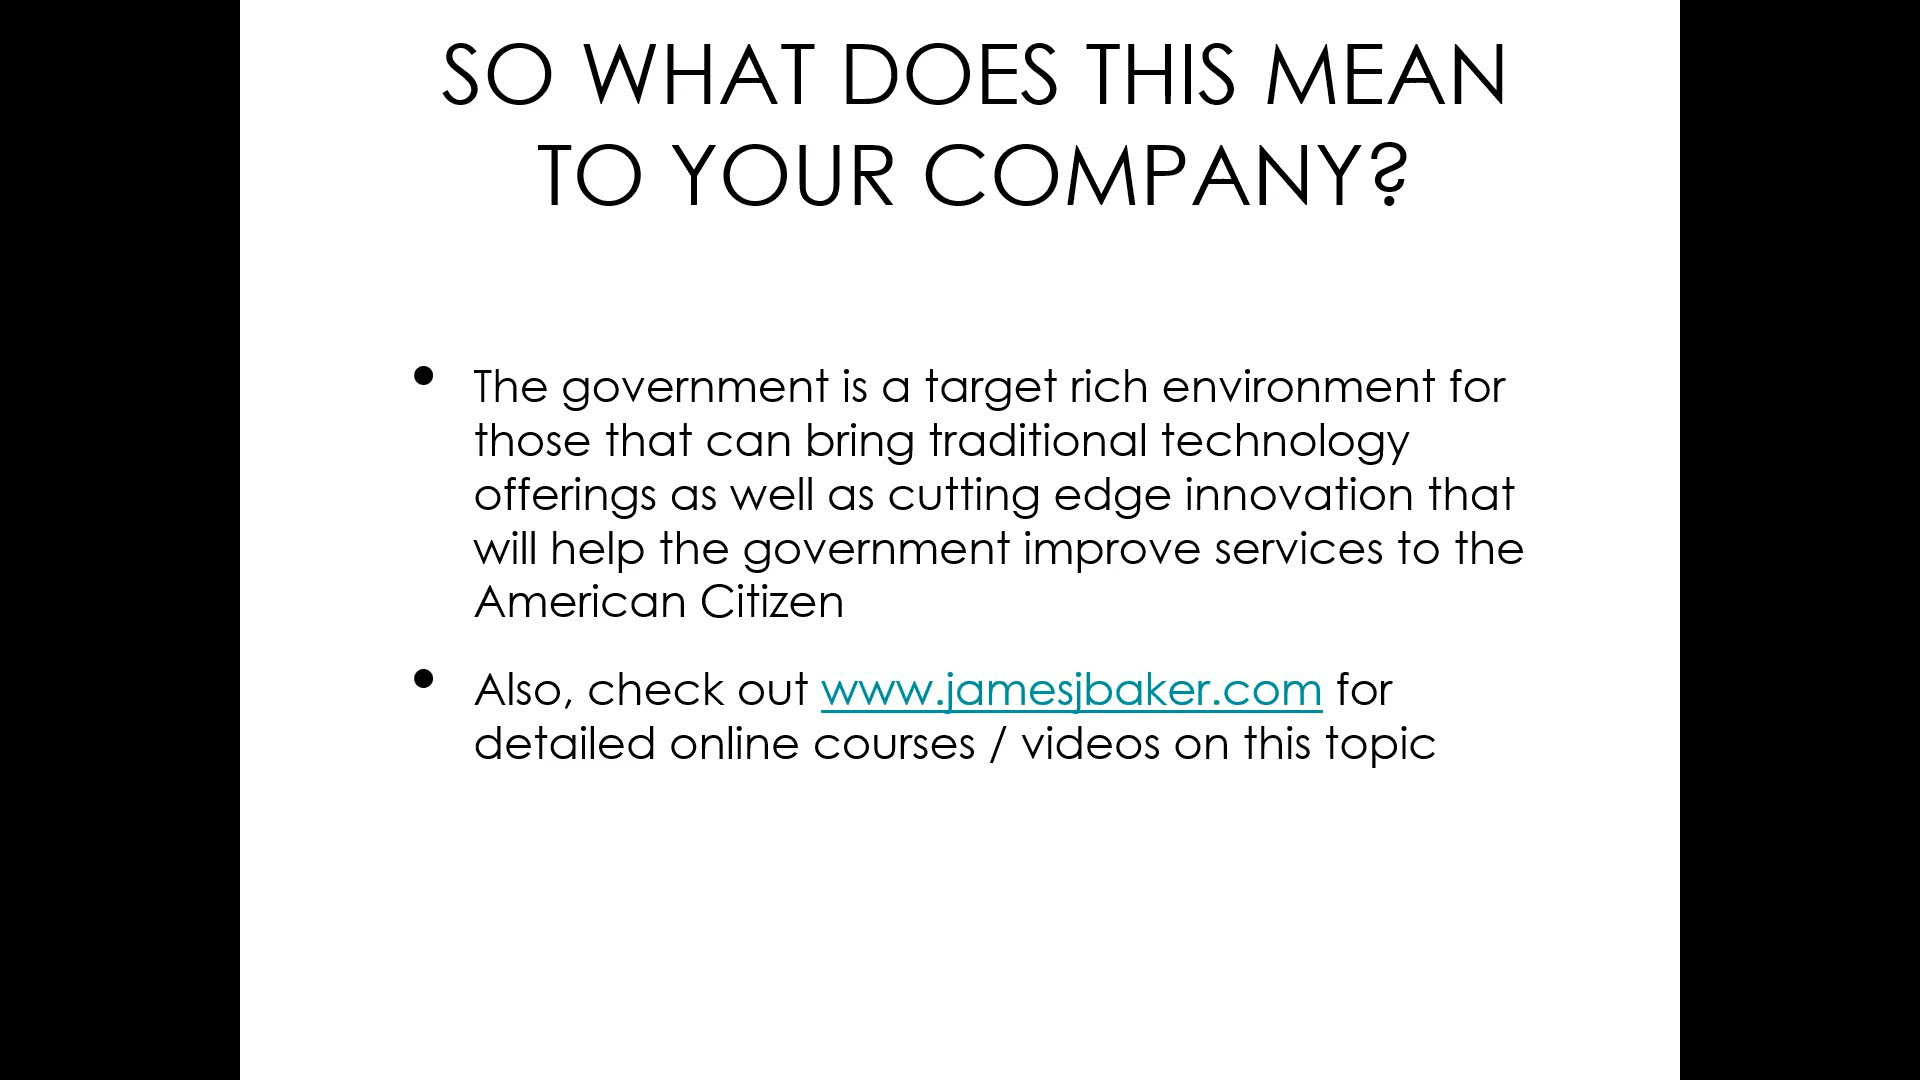 SO WHAT DOES THIS MEAN
TO YOUR COMPANY?
• The government is a target rich environment for
those that can bring traditional technology
offerings as well as cutting edge innovation that
will help the government improve services to the
American Citizen
• Also, check out www.jamesjbaker.com for
detailed online courses / videos on this topic